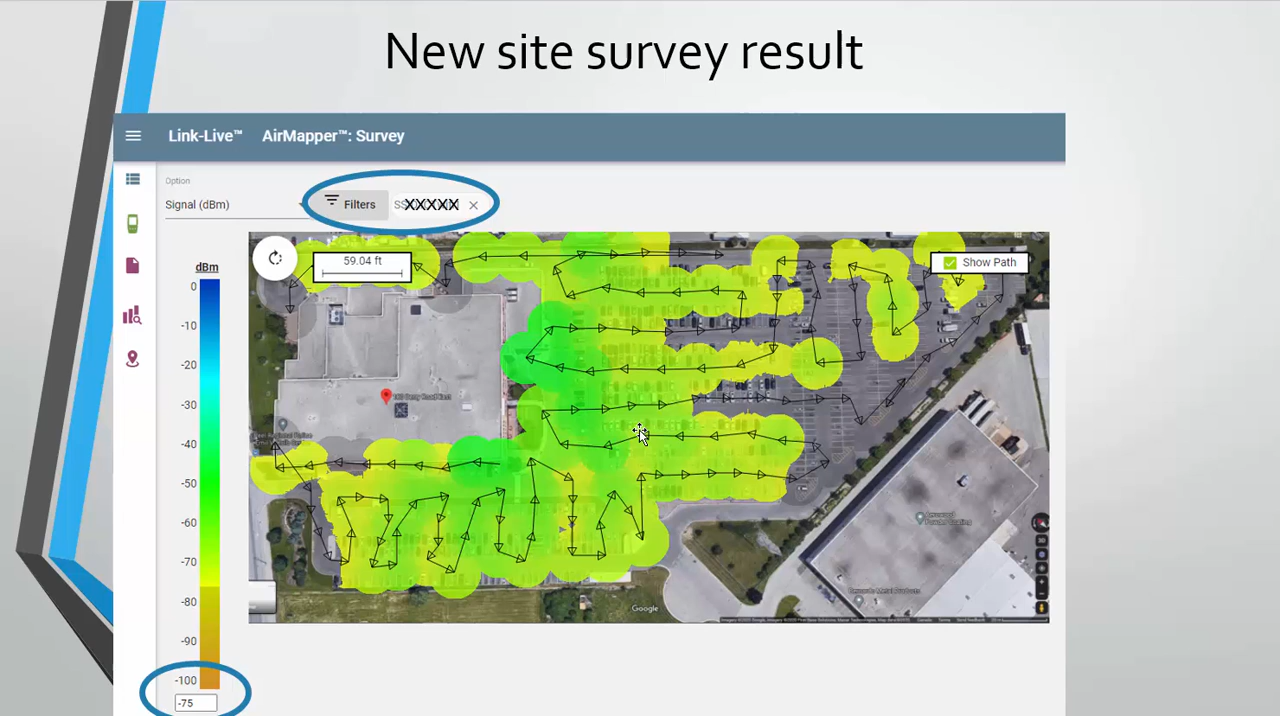 New site survey result
Link-Live™ AirMapper™: Survey
Option
Signal (dBm)
Filters
XXXXX
59.04 ft
Show Path
dBm
0
-10
-20
-30
-40
-50
-60
-70
-80
-90
-100
-75
Google